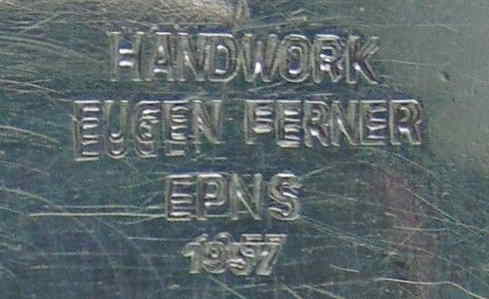 HANDWORK
EUGEN FERNER
EPNS
1957